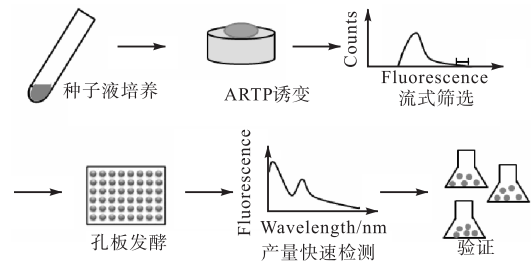 种子液培养
ARTP诱变
Counts
Fluorescence
流式筛选
孔板发酵
Fluorescence
Wavelength/nm
产量快速检测
验证